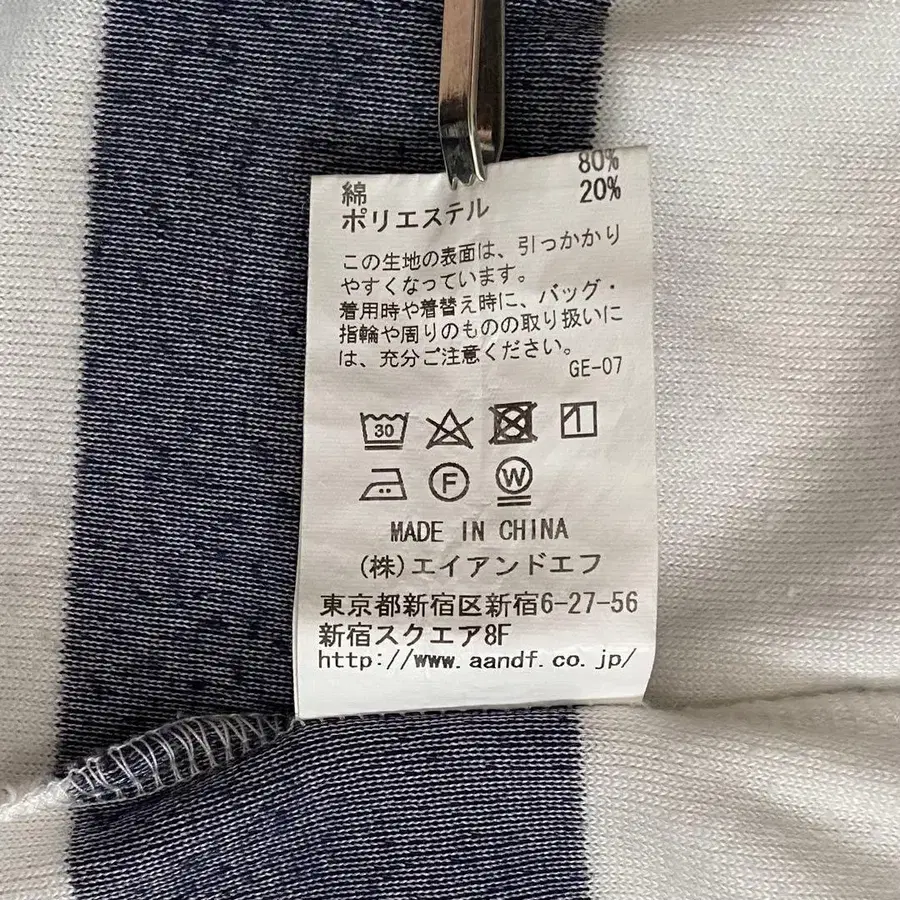 綿 80%
ポリエステル 20%
この生地の表面は、引っかかり
やすくなっています。
着用時や着替え時に、バッグ・
指輪や周りのものの取り扱いに
は、充分ご注意ください。
GE-07
30
F W
MADE IN CHINA
(株)エイアンドエフ
東京都新宿区新宿6-27-56
新宿スクエア8F
http://www.aandf.co.jp/